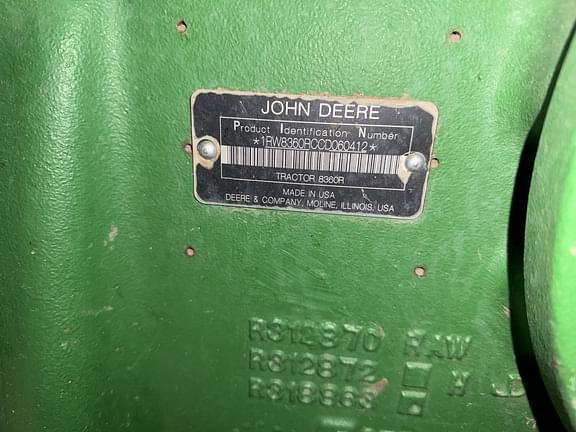 JOHN DEERE
Product Identification Number
*1RW8360RCCD060412*
TRACTOR 8360R
MADE IN USA
DEERE & COMPANY, MOLINE, ILLINOIS, USA
R312870 RAW
R312872